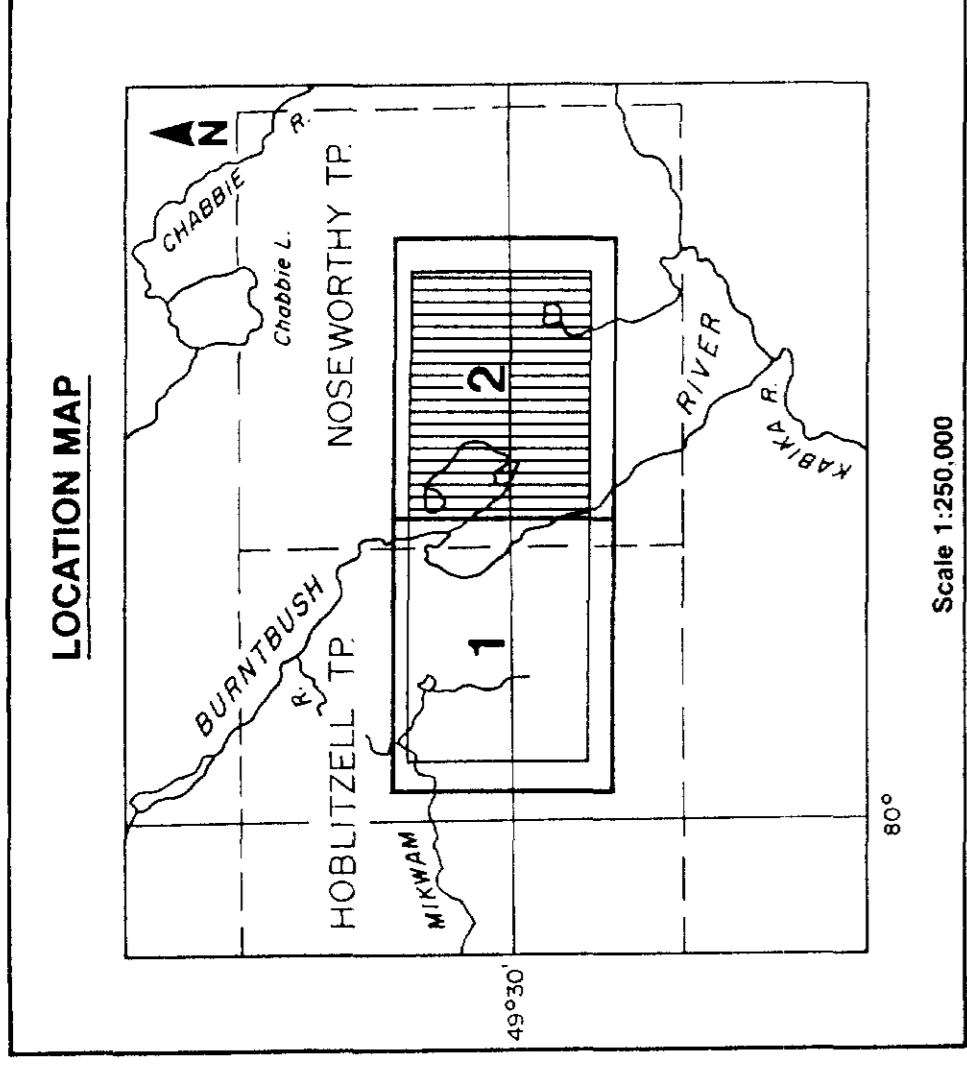 LOCATION MAP
N
CHABBIE R.
Chabbie L.
NOSEWORTHY TP.
HOBLITZELL TP.
BURNTBUSH
R.
MIKWAM
1
2
RIVER
KABIKA R.
49°30'
80°
Scale 1:250,000